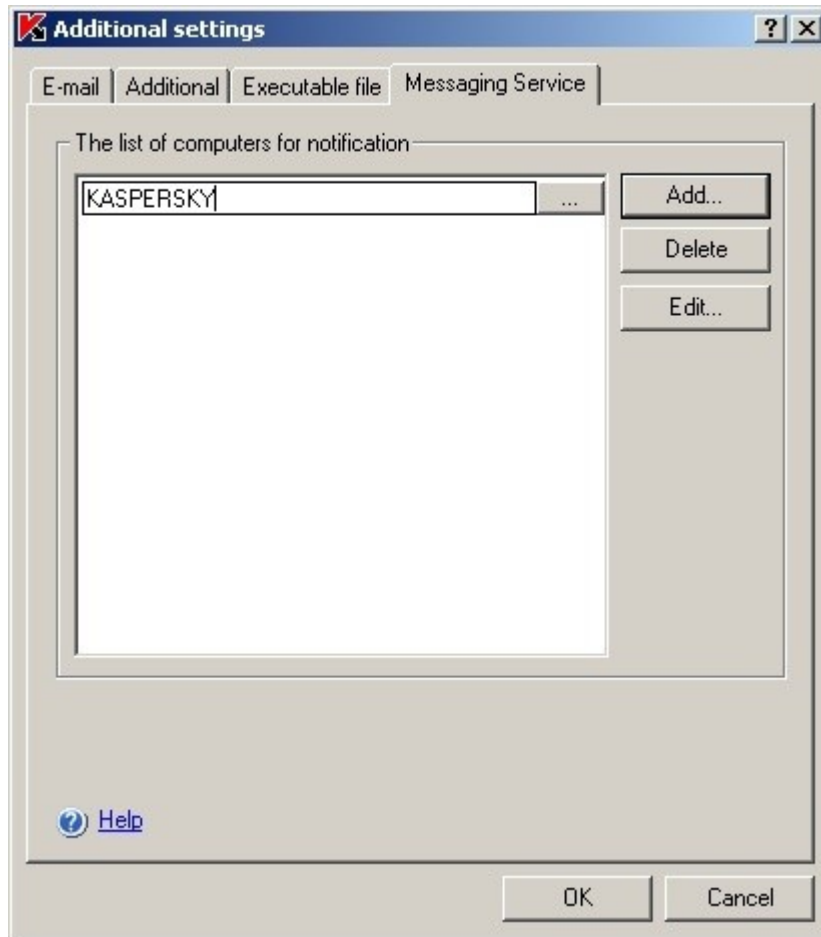 Additional settings
E-mail Additional Executable file Messaging Service
The list of computers for notification
KASPERSKY ... Add...
Delete
Edit...
Help
OK Cancel